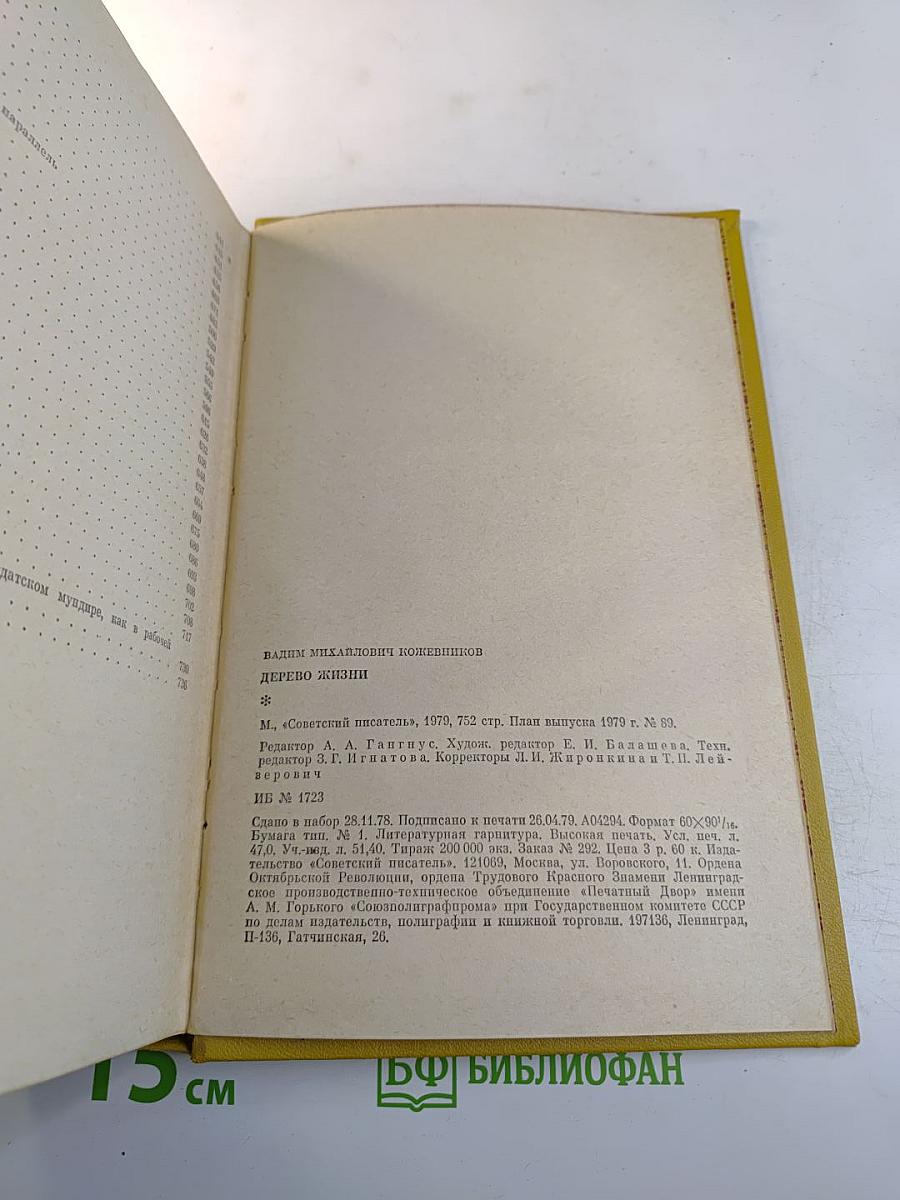 параллель
датском мундире, как в рабочей
702
708
717
730
736
ВАДИМ МИХАЙЛОВИЧ КОЖЕВНИКОВ
ДЕРЕВО ЖИЗНИ
*
М., «Советский писатель», 1979, 752 стр. План выпуска 1979 г. № 89.
Редактор А. А. Гангнус. Худож. редактор Е. И. Балашева. Техн.
редактор З. Г. Игнатова. Корректоры Л. И. Жиронкина и Т. П. Лей-
верович
ИБ № 1723
Сдано в набор 28.11.78. Подписано к печати 26.04.79. А04294. Формат 60×90¹/₁₆.
Бумага тип. № 1. Литературная гарнитура. Высокая печать. Усл. печ. л.
47,0. Уч.-изд. л. 51,40. Тираж 200 000 экз. Заказ № 292. Цена 3 р. 60 к. Изда-
тельство «Советский писатель». 121069, Москва, ул. Воровского, 11. Ордена
Октябрьской Революции, ордена Трудового Красного Знамени Ленинград-
ское производственно-техническое объединение «Печатный Двор» имени
А. М. Горького «Союзполиграфпрома» при Государственном комитете СССР
по делам издательств, полиграфии и книжной торговли. 197136, Ленинград,
П-136, Гатчинская, 26.
15 см
БФ БИБЛИОФАН